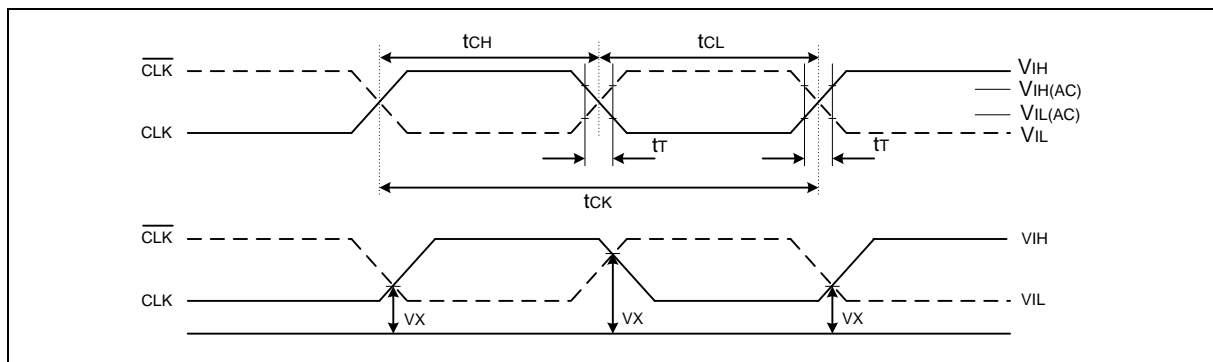 tCH tCL
CLK VIH
VIH(AC)
VIL(AC)
CLK VIL
tT tT
tCK
CLK VIH
CLK VIL
VX VX VX